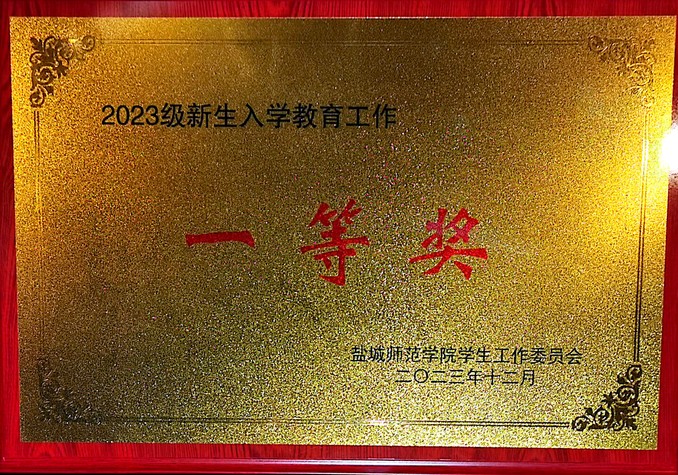 2023级新生入学教育工作
一等奖
盐城师范学院学生工作委员会
二〇二三年十二月